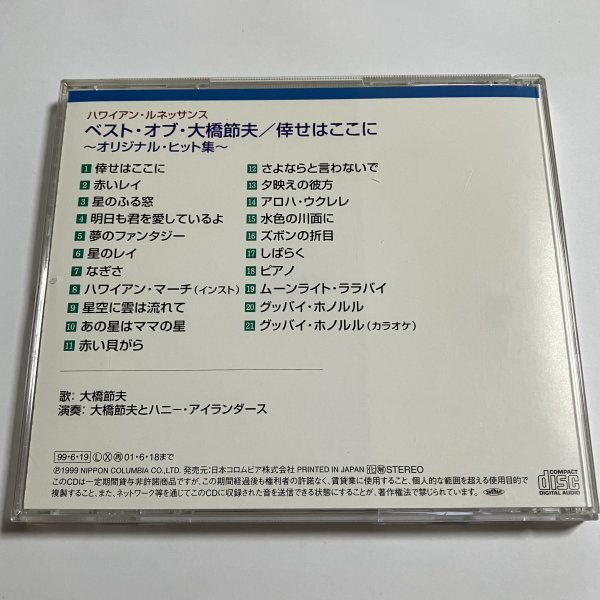 ハワイアン・ルネッサンス
ベスト・オブ・大橋節夫／倖せはここに
〜オリジナル・ヒット集〜
1 倖せはここに
2 赤いレイ
3 星のふる窓
4 明日も君を愛しているよ
5 夢のファンタジー
6 星のレイ
7 なぎさ
8 ハワイアン・マーチ（インスト）
9 星空に雲は流れて
10 あの星はママの星
11 赤い貝がら
12 さよならと言わないで
13 夕映えの彼方
14 アロハ・ウクレレ
15 水色の川面に
16 ズボンの折目
17 しばらく
18 ピアノ
19 ムーンライト・ララバイ
20 グッバイ・ホノルル
21 グッバイ・ホノルル（カラオケ）
歌：大橋節夫
演奏：大橋節夫とハニー・アイランダース
99・6・19 Ⓛ Ⓧ ㊑ 01・6・18まで
Ⓟ1999 NIPPON COLUMBIA CO.,LTD. 発売元：日本コロムビア株式会社 PRINTED IN JAPAN STEREO
このCDは一定期間貸与非許諾商品ですが、この期間経過後も権利者の許諾なく、賃貸業に使用すること、個人的な範囲を超える使用目的で
複製すること、また、ネットワーク等を通じてこのCDに収録された音を送信できる状態にすることが、著作権法で禁じられています。
COMPACT
disc
DIGITAL AUDIO